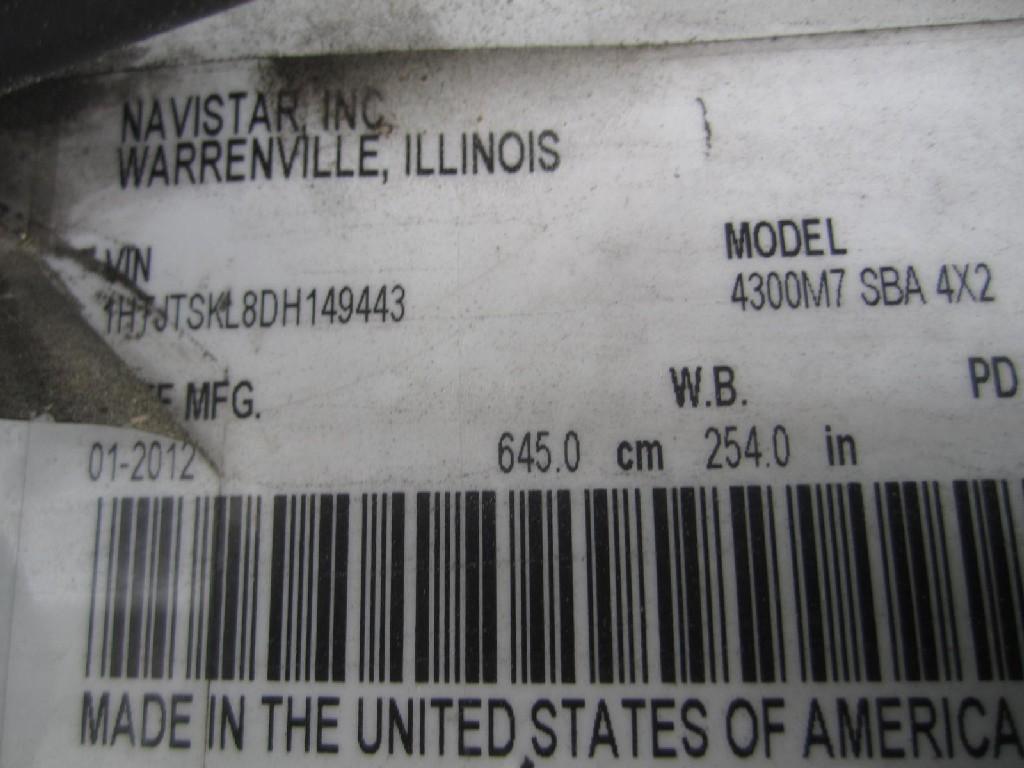 NAVISTAR, INC.
WARRENVILLE, ILLINOIS
VIN
1HTJTSKL8DH149443
MODEL
4300M7 SBA 4X2
MFG.
01-2012
W.B.
645.0 cm 254.0 in
PD
MADE IN THE UNITED STATES OF AMERICA